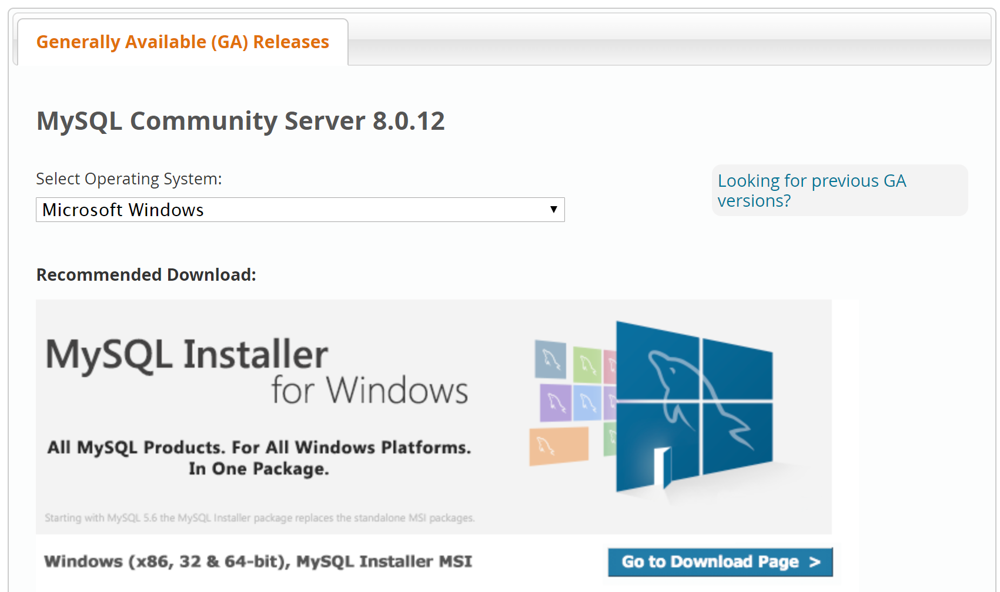 Generally Available (GA) Releases
MySQL Community Server 8.0.12
Select Operating System:
Microsoft Windows
Looking for previous GA
versions?
Recommended Download:
MySQL Installer
for Windows
All MySQL Products. For All Windows Platforms.
In One Package.
Starting with MySQL 5.6 the MySQL Installer package replaces the standalone MSI packages.
Windows (x86, 32 & 64-bit), MySQL Installer MSI
Go to Download Page >